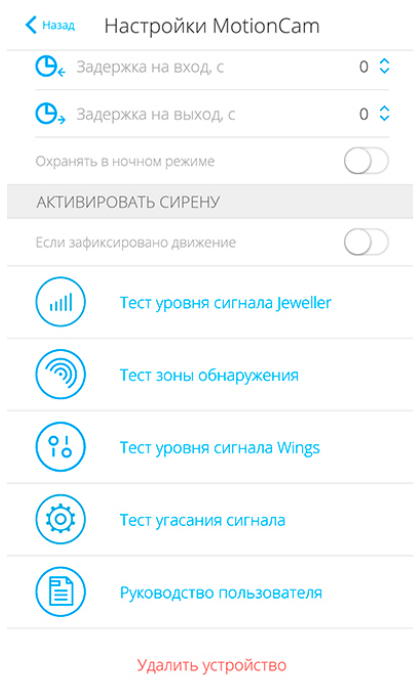 Назад Настройки MotionCam
Задержка на вход, с 0
Задержка на выход, с 0
Охранять в ночном режиме
АКТИВИРОВАТЬ СИРЕНУ
Если зафиксировано движение
Тест уровня сигнала Jeweller
Тест зоны обнаружения
Тест уровня сигнала Wings
Тест угасания сигнала
Руководство пользователя
Удалить устройство